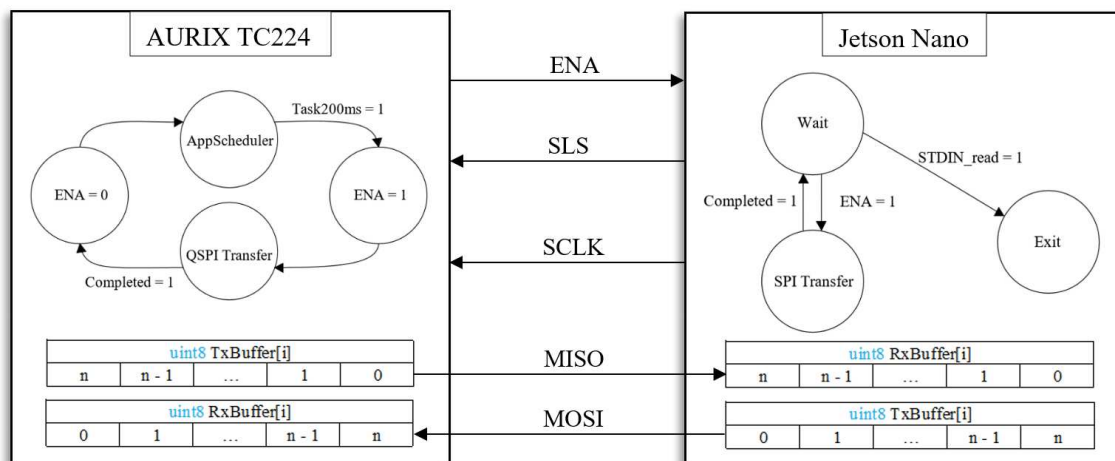 AURIX TC224
AppScheduler
Task200ms = 1
ENA = 0
ENA = 1
QSPI Transfer
Completed = 1
uint8 TxBuffer[i]
n n - 1 ... 1 0
uint8 RxBuffer[i]
0 1 ... n - 1 n
ENA
SLS
SCLK
MISO
MOSI
Jetson Nano
Wait
STDIN_read = 1
Completed = 1
ENA = 1
Exit
SPI Transfer
uint8 RxBuffer[i]
n n - 1 ... 1 0
uint8 TxBuffer[i]
0 1 ... n - 1 n